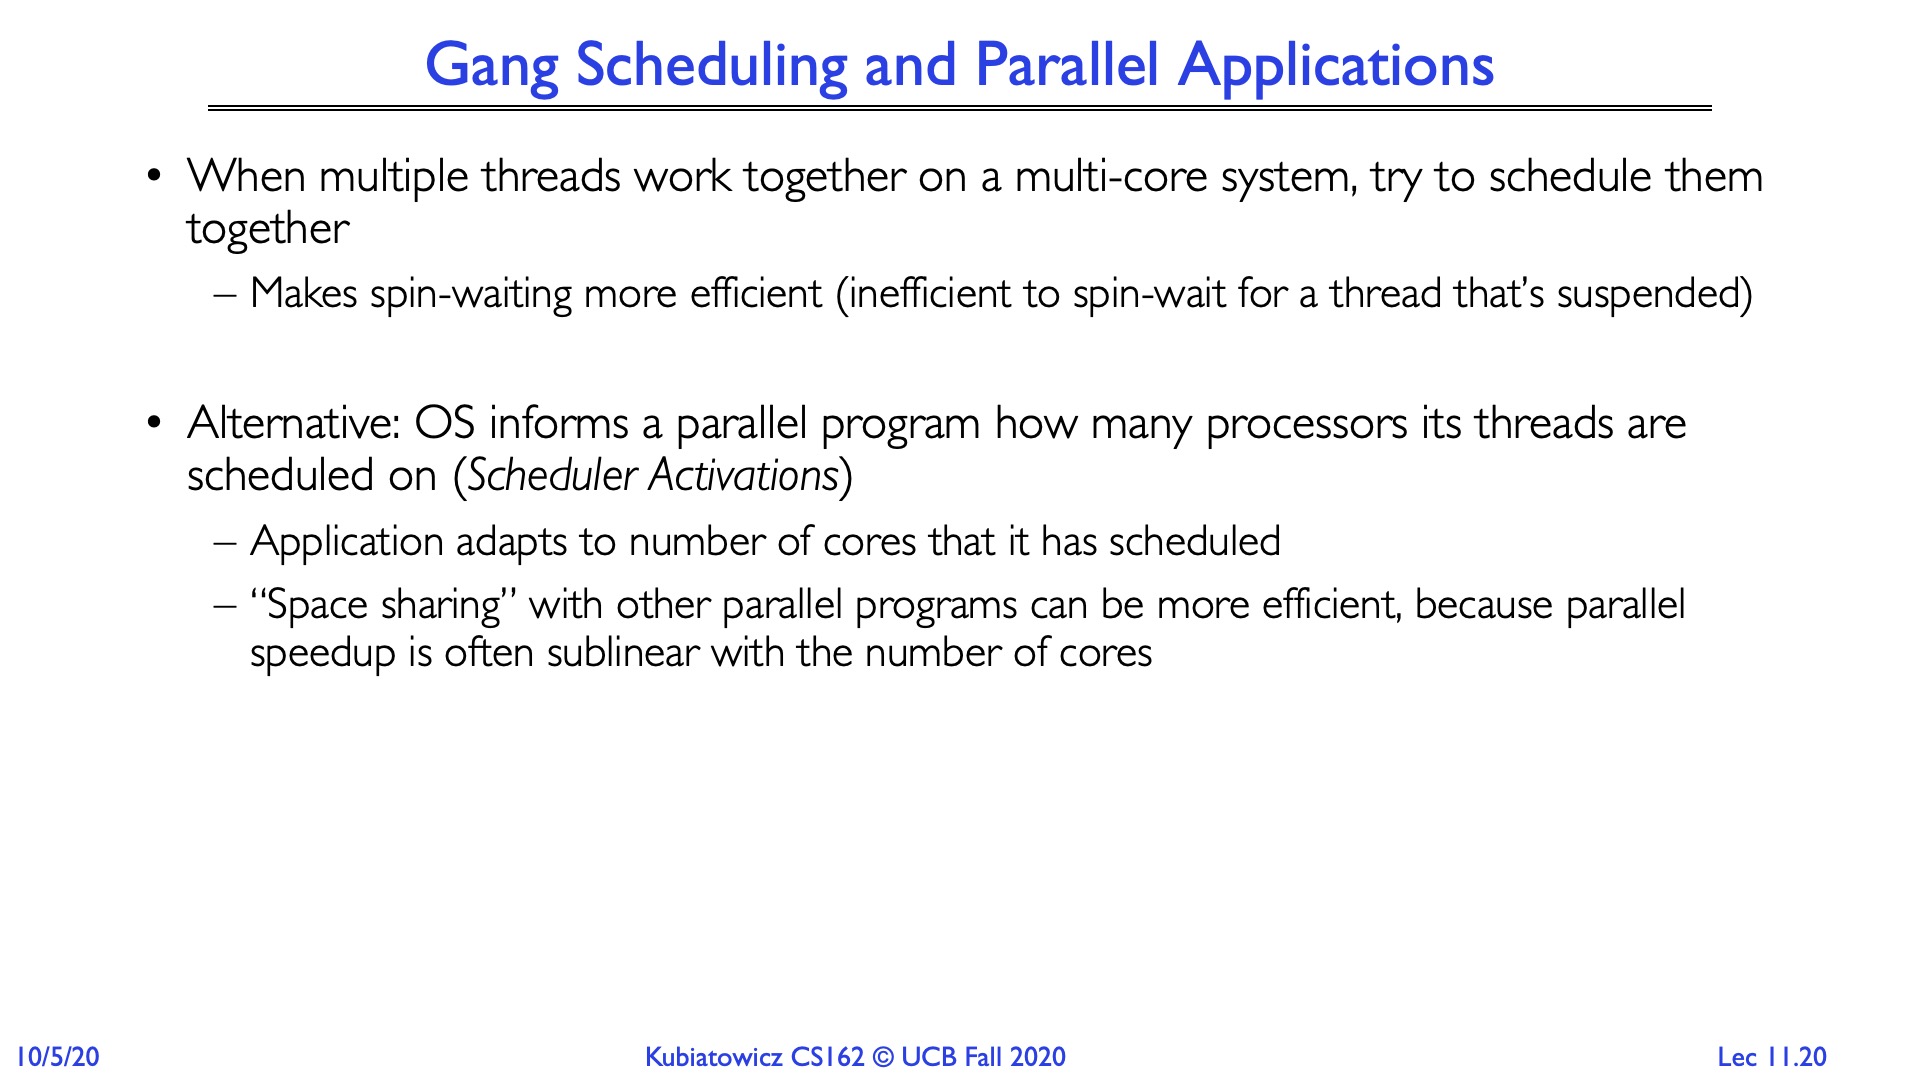 Gang Scheduling and Parallel Applications
• When multiple threads work together on a multi-core system, try to schedule them
together
– Makes spin-waiting more efficient (inefficient to spin-wait for a thread that’s suspended)
• Alternative: OS informs a parallel program how many processors its threads are
scheduled on (Scheduler Activations)
– Application adapts to number of cores that it has scheduled
– “Space sharing” with other parallel programs can be more efficient, because parallel
speedup is often sublinear with the number of cores
10/5/20
Kubiatowicz CS162 © UCB Fall 2020
Lec 11.20